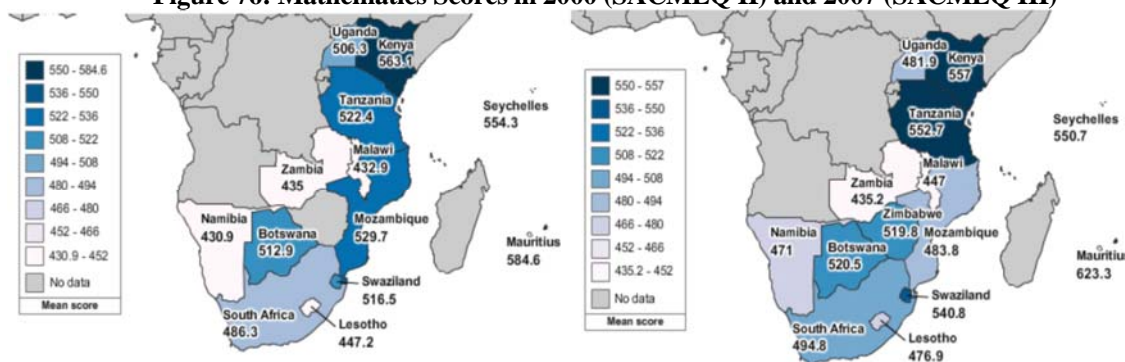 Figure 78: Mathematics Scores in 2000 (SACMEQ II) and 2007 (SACMEQ III)
550 - 584.6
536 - 550
522 - 536
508 - 522
494 - 508
480 - 494
466 - 480
452 - 466
430.9 - 452
No data
Mean score
Uganda
506.3
Kenya
563.1
Tanzania
522.4
Seychelles
554.3
Malawi
432.9
Zambia
435
Namibia
430.9
Botswana
512.9
Mozambique
529.7
Mauritius
584.6
Swaziland
516.5
South Africa
486.3
Lesotho
447.2
550 - 557
536 - 550
522 - 536
508 - 522
494 - 508
480 - 494
466 - 480
452 - 466
435.2 - 452
No data
Mean score
Uganda
481.9
Kenya
557
Tanzania
552.7
Seychelles
550.7
Malawi
447
Zambia
435.2
Zimbabwe
519.8
Namibia
471
Botswana
520.5
Mozambique
483.8
Mauritiu
623.3
Swaziland
540.8
South Africa
494.8
Lesotho
476.9